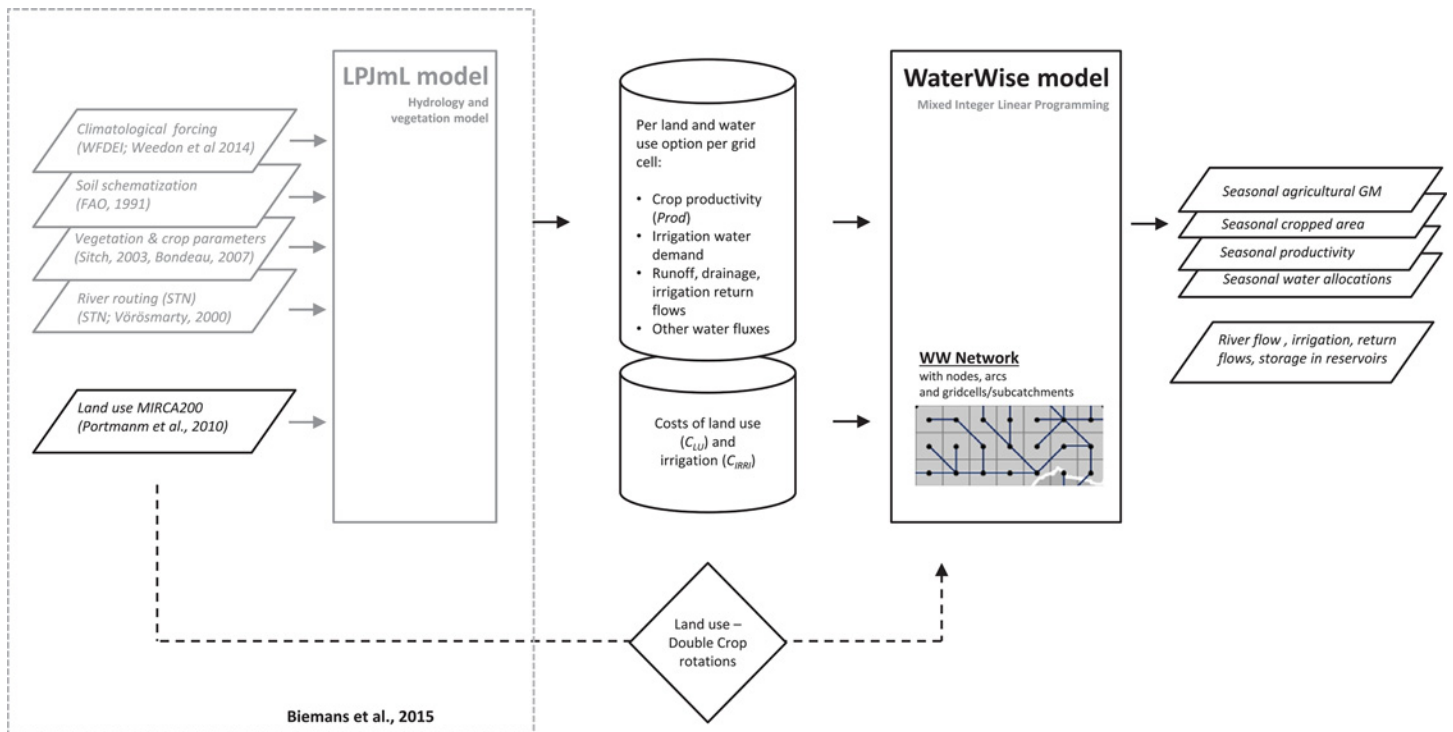 LPJmL model
Hydrology and
vegetation model
Climatological forcing
(WFDEI; Weedon et al 2014)
Soil schematization
(FAO, 1991)
Vegetation & crop parameters
(Sitch, 2003, Bondeau, 2007)
River routing (STN)
(STN; Vörösmarty, 2000)
Land use MIRCA200
(Portmanm et al., 2010)
Biemans et al., 2015
Per land and water
use option per grid
cell:
• Crop productivity
(Prod)
• Irrigation water
demand
• Runoff, drainage,
irrigation return
flows
• Other water fluxes
Costs of land use
(C_LU) and
irrigation (C_IRRI)
Land use –
Double Crop
rotations
WaterWise model
Mixed Integer Linear Programming
WW Network
with nodes, arcs
and gridcells/subcatchments
Seasonal agricultural GM
Seasonal cropped area
Seasonal productivity
Seasonal water allocations
River flow , irrigation, return
flows, storage in reservoirs